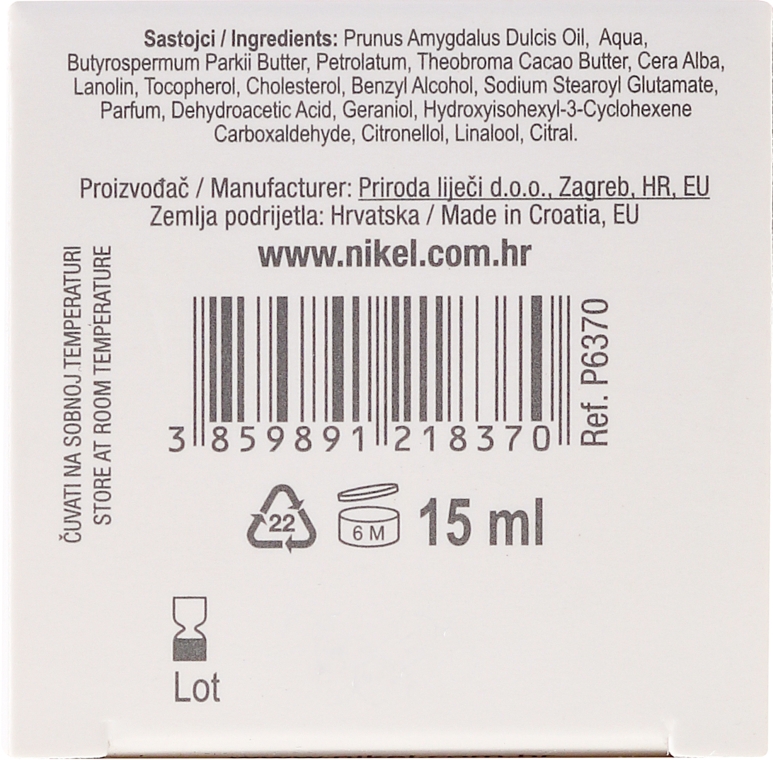 Sastojci / Ingredients: Prunus Amygdalus Dulcis Oil, Aqua,
Butyrospermum Parkii Butter, Petrolatum, Theobroma Cacao Butter, Cera Alba,
Lanolin, Tocopherol, Cholesterol, Benzyl Alcohol, Sodium Stearoyl Glutamate,
Parfum, Dehydroacetic Acid, Geraniol, Hydroxyisohexyl-3-Cyclohexene
Carboxaldehyde, Citronellol, Linalool, Citral.
Proizvođač / Manufacturer: Priroda liječi d.o.o., Zagreb, HR, EU
Zemlja podrijetla: Hrvatska / Made in Croatia, EU
www.nikel.com.hr
ČUVATI NA SOBNOJ TEMPERATURI
STORE AT ROOM TEMPERATURE
3 859891 218370
Ref. P6370
22
6 M
15 ml
Lot